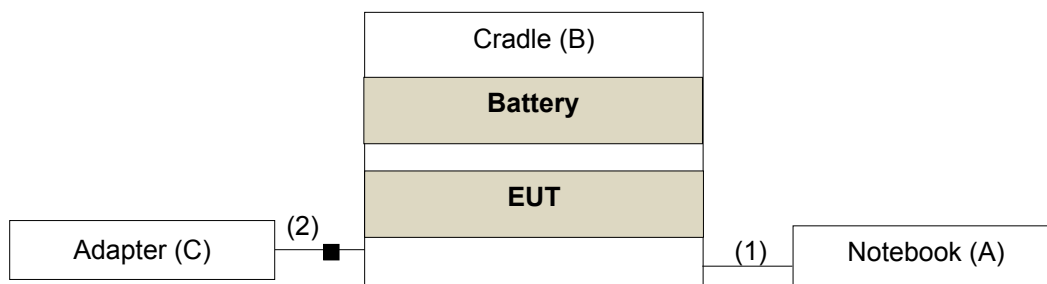 Cradle (B)
Battery
EUT
(2)
Adapter (C)
(1)
Notebook (A)